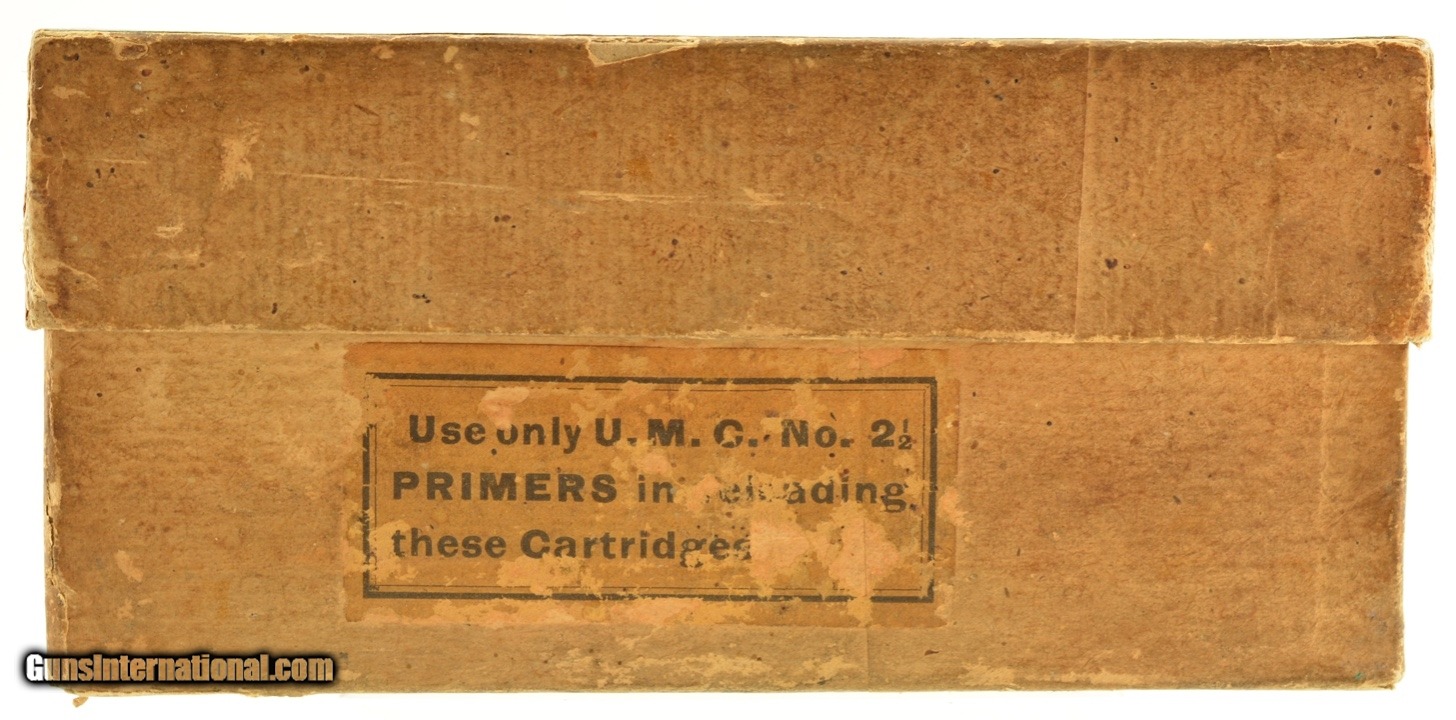 Use only U. M. C. No. 2½
PRIMERS in reloading
these Cartridges
GunsInternational.com